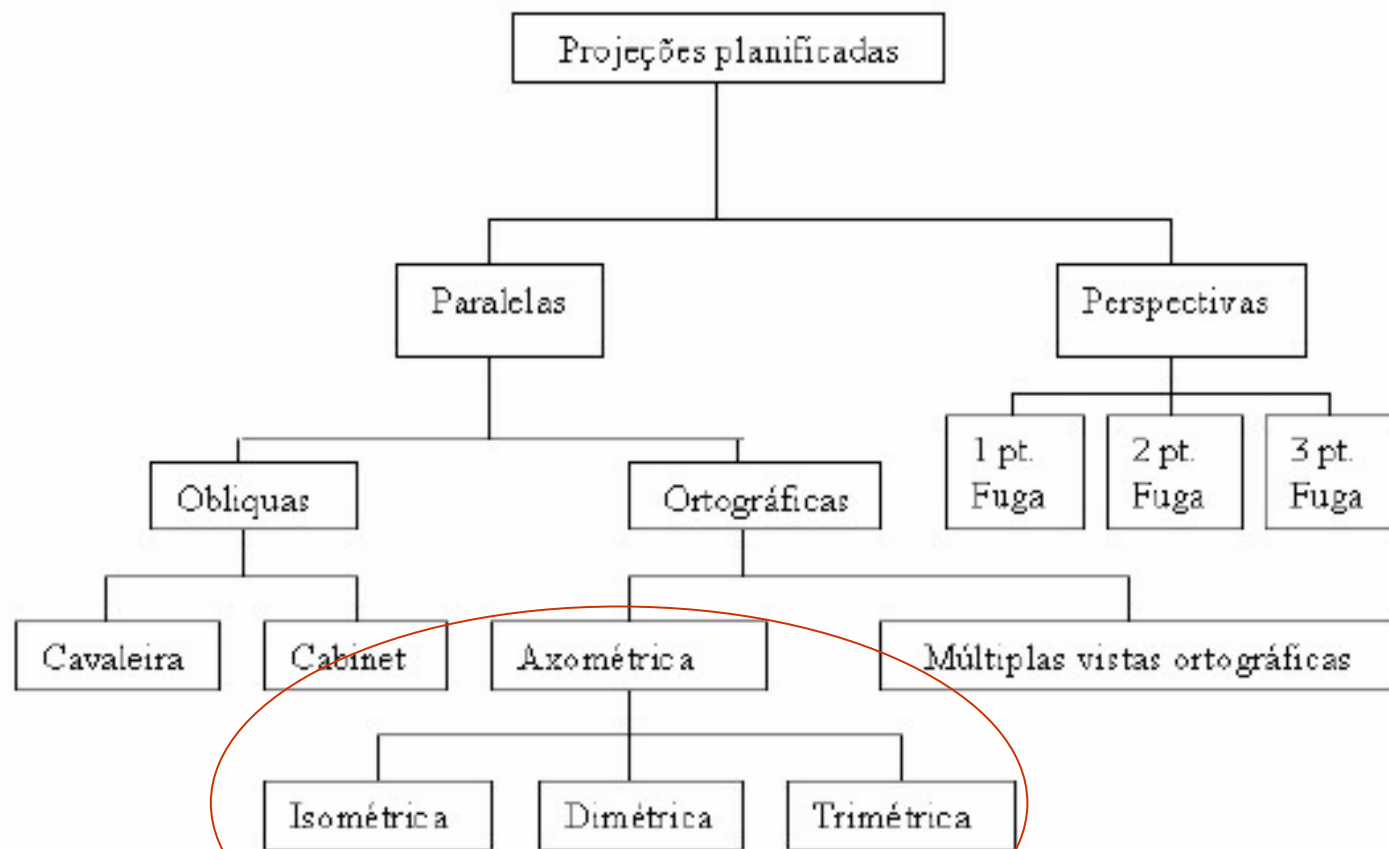 Projeções planificadas
Paralelas
Perspectivas
1 pt.
Fuga
2 pt.
Fuga
3 pt.
Fuga
Obliquas
Ortográficas
Cavaleira
Cabinet
Axométrica
Múltiplas vistas ortográficas
Isométrica
Dimétrica
Trimétrica